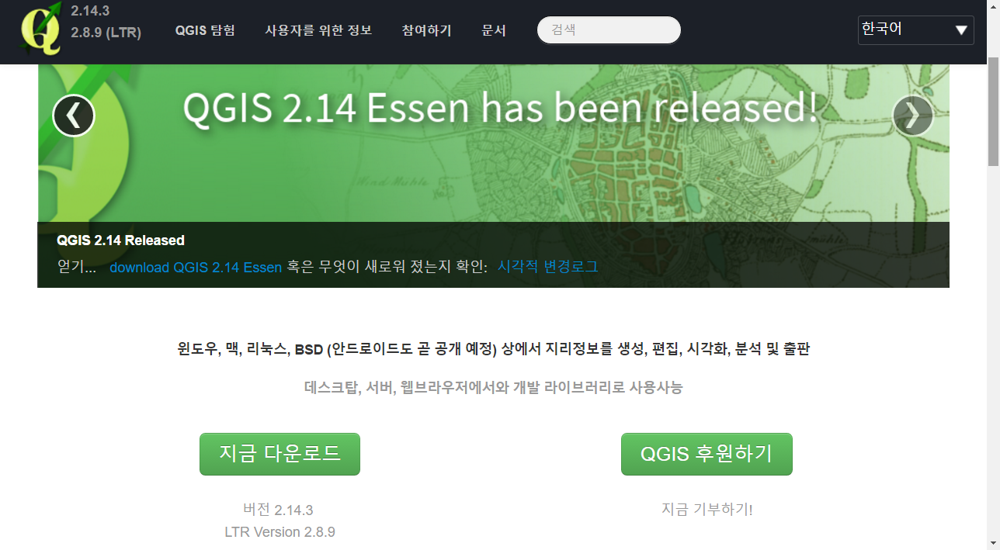 2.14.3
2.8.9 (LTR)
QGIS 탐험
사용자를 위한 정보
참여하기
문서
검색
한국어
QGIS 2.14 Essen has been released!
Wind-Mühle
QGIS 2.14 Released
얻기... download QGIS 2.14 Essen 혹은 무엇이 새로워 졌는지 확인: 시각적 변경로그
윈도우, 맥, 리눅스, BSD (안드로이드도 곧 공개 예정) 상에서 지리정보를 생성, 편집, 시각화, 분석 및 출판
데스크탑, 서버, 웹브라우저에서와 개발 라이브러리로 사용사능
지금 다운로드
QGIS 후원하기
버전 2.14.3
지금 기부하기!
LTR Version 2.8.9